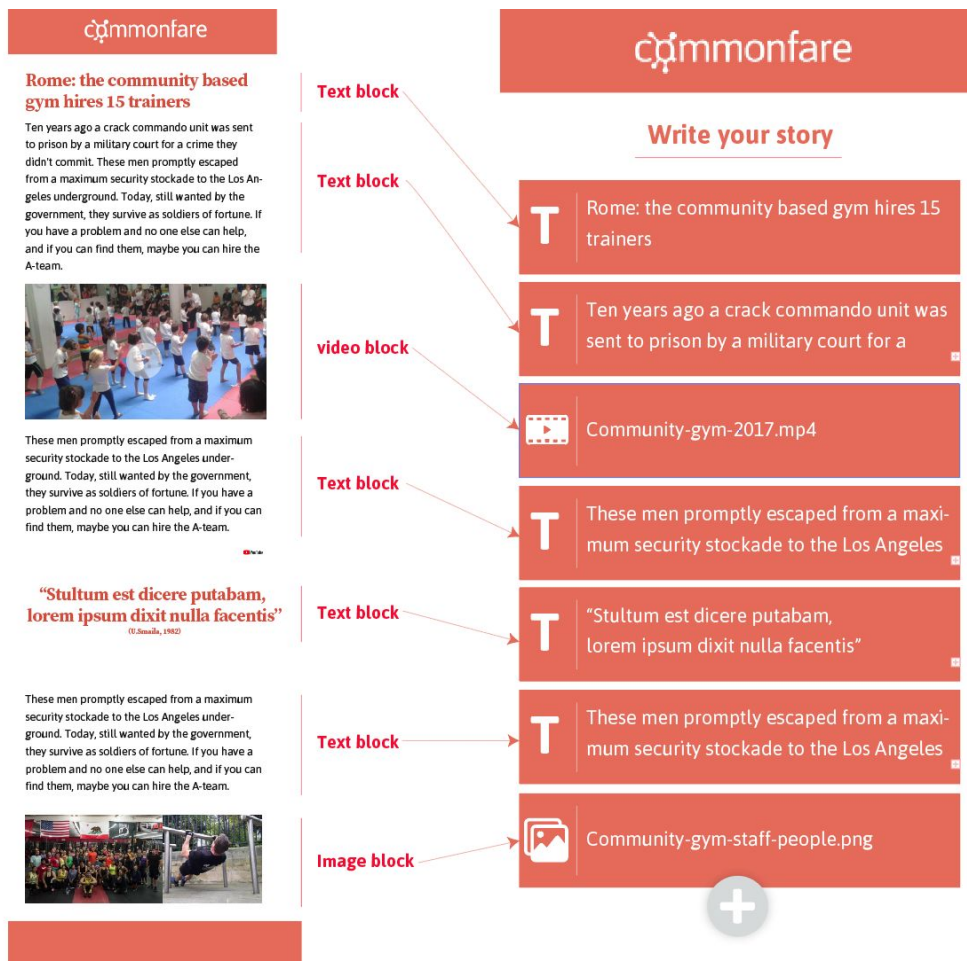 commonfare
Rome: the community based
gym hires 15 trainers
Ten years ago a crack commando unit was sent
to prison by a military court for a crime they
didn't commit. These men promptly escaped
from a maximum security stockade to the Los An-
geles underground. Today, still wanted by the
government, they survive as soldiers of fortune. If
you have a problem and no one else can help,
and if you can find them, maybe you can hire the
A-team.
These men promptly escaped from a maximum
security stockade to the Los Angeles under-
ground. Today, still wanted by the government,
they survive as soldiers of fortune. If you have a
problem and no one else can help, and if you can
find them, maybe you can hire the A-team.
YouTube
“Stultum est dicere putabam,
lorem ipsum dixit nulla facentis”
(U.Smaila, 1982)
These men promptly escaped from a maximum
security stockade to the Los Angeles under-
ground. Today, still wanted by the government,
they survive as soldiers of fortune. If you have a
problem and no one else can help, and if you can
find them, maybe you can hire the A-team.
Text block
Text block
video block
Text block
Text block
Text block
Image block
commonfare
Write your story
T
Rome: the community based gym hires 15
trainers
T
Ten years ago a crack commando unit was
sent to prison by a military court for a
Community-gym-2017.mp4
T
These men promptly escaped from a maxi-
mum security stockade to the Los Angeles
T
“Stultum est dicere putabam,
lorem ipsum dixit nulla facentis”
T
These men promptly escaped from a maxi-
mum security stockade to the Los Angeles
Community-gym-staff-people.png